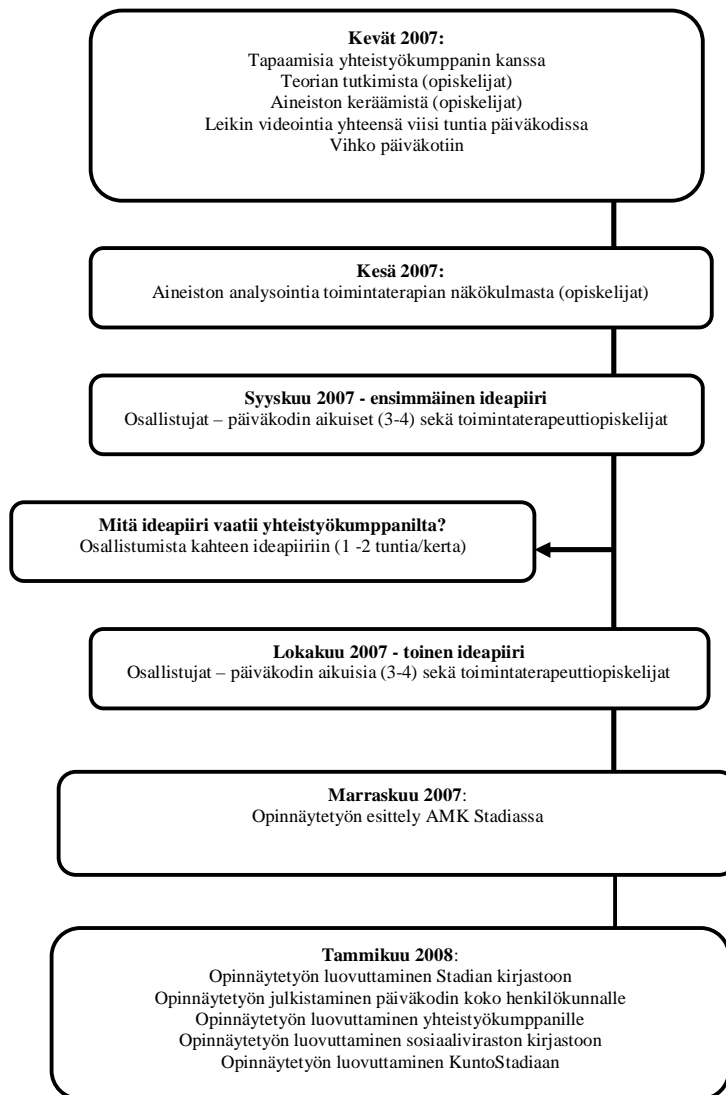 Kevät 2007:
Tapaamisia yhteistyökumppanin kanssa
Teorian tutkimista (opiskelijat)
Aineiston keräämistä (opiskelijat)
Leikin videointia yhteensä viisi tuntia päiväkodissa
Vihko päiväkotiin
Kesä 2007:
Aineiston analysointia toimintaterapian näkökulmasta (opiskelijat)
Syyskuu 2007 - ensimmäinen ideapiiri
Osallistujat – päiväkodin aikuiset (3-4) sekä toimintaterapeuttiopiskelijat
Mitä ideapiiri vaatii yhteistyökumppanilta?
Osallistumista kahteen ideapiiriin (1 -2 tuntia/kerta)
Lokakuu 2007 - toinen ideapiiri
Osallistujat – päiväkodin aikuisia (3-4) sekä toimintaterapeuttiopiskelijat
Marraskuu 2007:
Opinnäytetyön esittely AMK Stadiassa
Tammikuu 2008:
Opinnäytetyön luovuttaminen Stadian kirjastoon
Opinnäytetyön julkistaminen päiväkodin koko henkilökunnalle
Opinnäytetyön luovuttaminen yhteistyökumppanille
Opinnäytetyön luovuttaminen sosiaaliviraston kirjastoon
Opinnäytetyön luovuttaminen KuntoStadiaan